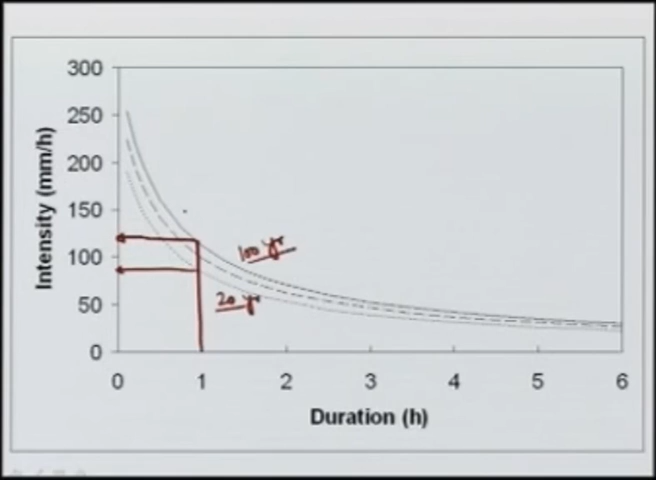 300
250
200
150
100
50
0
Intensity (mm/h)
100 yr
20 yr
0 1 2 3 4 5 6
Duration (h)